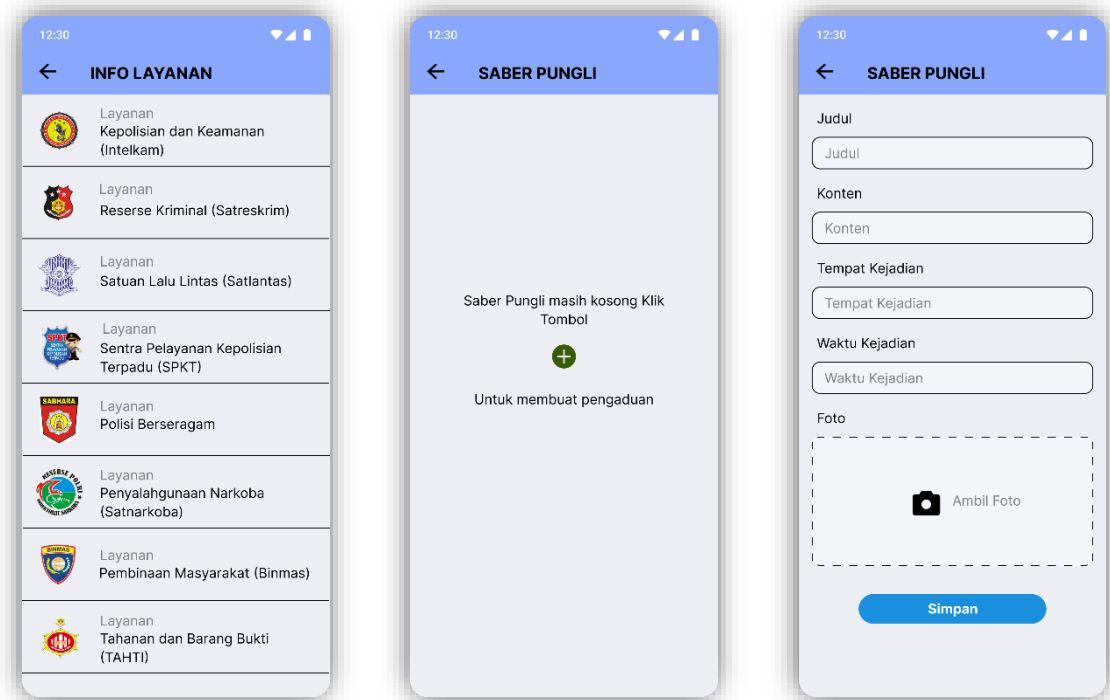 12:30
INFO LAYANAN
Layanan
Kepolisian dan Keamanan
(Intelkam)
Layanan
Reserse Kriminal (Satreskrim)
Layanan
Satuan Lalu Lintas (Satlantas)
Layanan
Sentra Pelayanan Kepolisian
Terpadu (SPKT)
SABHARA
Layanan
Polisi Berseragam
Layanan
Penyalahgunaan Narkoba
(Satnarkoba)
BINMAS
Layanan
Pembinaan Masyarakat (Binmas)
Layanan
Tahanan dan Barang Bukti
(TAHTI)
12:30
SABER PUNGLI
Saber Pungli masih kosong Klik
Tombol
Untuk membuat pengaduan
12:30
SABER PUNGLI
Judul
Judul
Konten
Konten
Tempat Kejadian
Tempat Kejadian
Waktu Kejadian
Waktu Kejadian
Foto
Ambil Foto
Simpan